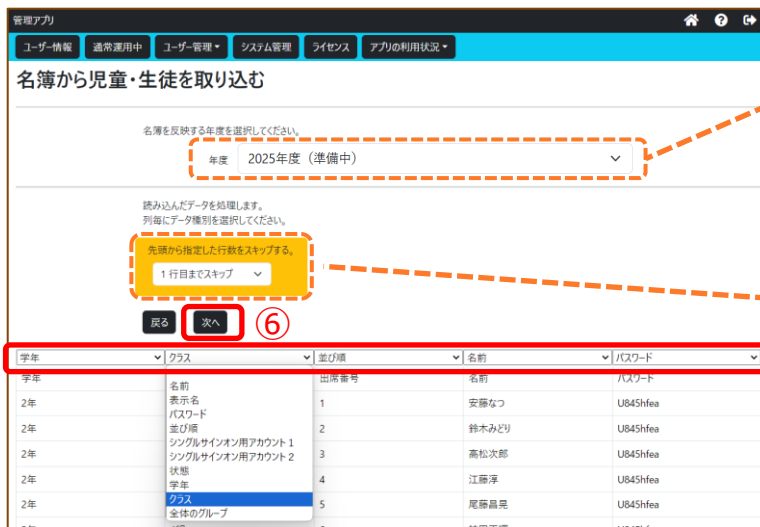 管理アプリ
ユーザー情報 通常運用中 ユーザー管理 システム管理 ライセンス アプリの利用状況
名簿から児童・生徒を取り込む
名簿を反映する年度を選択してください。
年度 2025年度（準備中）
読み込んだデータを処理します。
列毎にデータ種別を選択してください。
先頭から指定した行数をスキップする。
1 行目までスキップ
戻る 次へ ⑥
学年 クラス 並び順 名前 パスワード
学年 出席番号 名前 パスワード
名前
表示名
パスワード
並び順
シングルサインオン用アカウント 1
シングルサインオン用アカウント 2
状態
学年
クラス
全体のグループ
2年 1 安藤なつ U845hfea
2年 2 鈴木みどり U845hfea
2年 3 高松次郎 U845hfea
2年 4 江藤淳 U845hfea
2年 5 尾藤昌晃 U845hfea